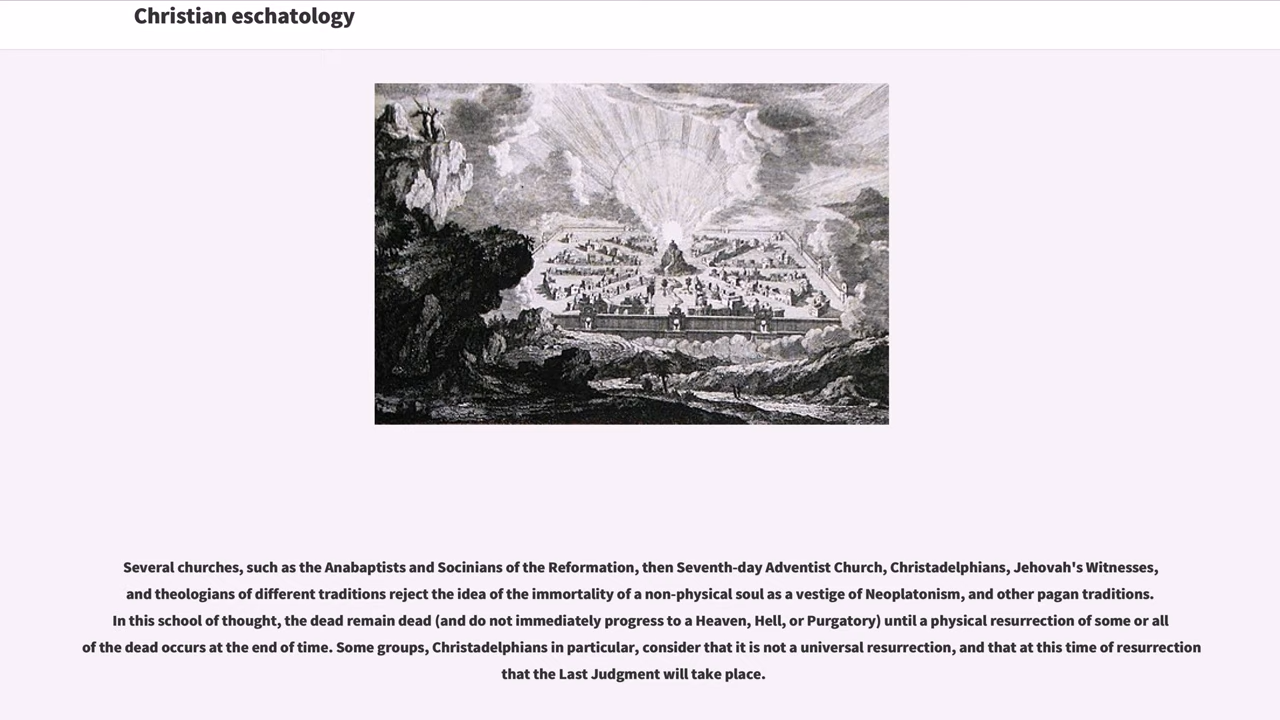 Christian eschatology
Several churches, such as the Anabaptists and Socinians of the Reformation, then Seventh-day Adventist Church, Christadelphians, Jehovah's Witnesses,
and theologians of different traditions reject the idea of the immortality of a non-physical soul as a vestige of Neoplatonism, and other pagan traditions.
In this school of thought, the dead remain dead (and do not immediately progress to a Heaven, Hell, or Purgatory) until a physical resurrection of some or all
of the dead occurs at the end of time. Some groups, Christadelphians in particular, consider that it is not a universal resurrection, and that at this time of resurrection
that the Last Judgment will take place.